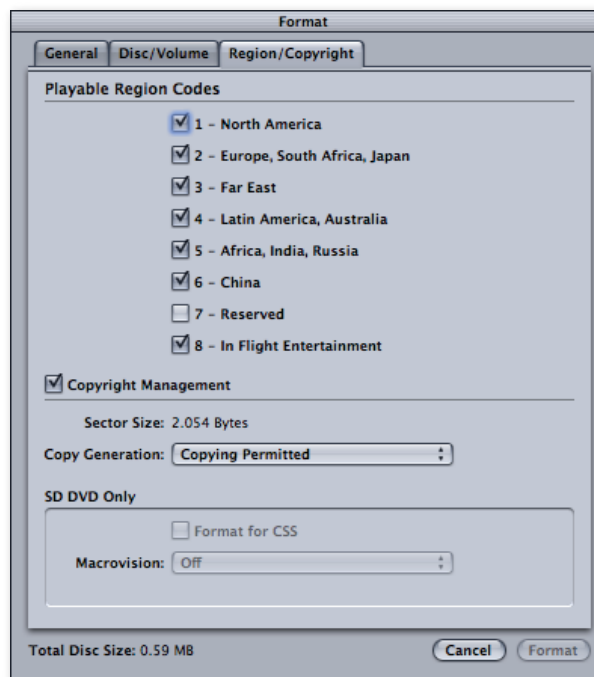 Format
General Disc/Volume Region/Copyright
Playable Region Codes
1 – North America
2 – Europe, South Africa, Japan
3 – Far East
4 – Latin America, Australia
5 – Africa, India, Russia
6 – China
7 – Reserved
8 – In Flight Entertainment
Copyright Management
Sector Size: 2.054 Bytes
Copy Generation: Copying Permitted
SD DVD Only
Format for CSS
Macrovision: Off
Total Disc Size: 0.59 MB Cancel Format